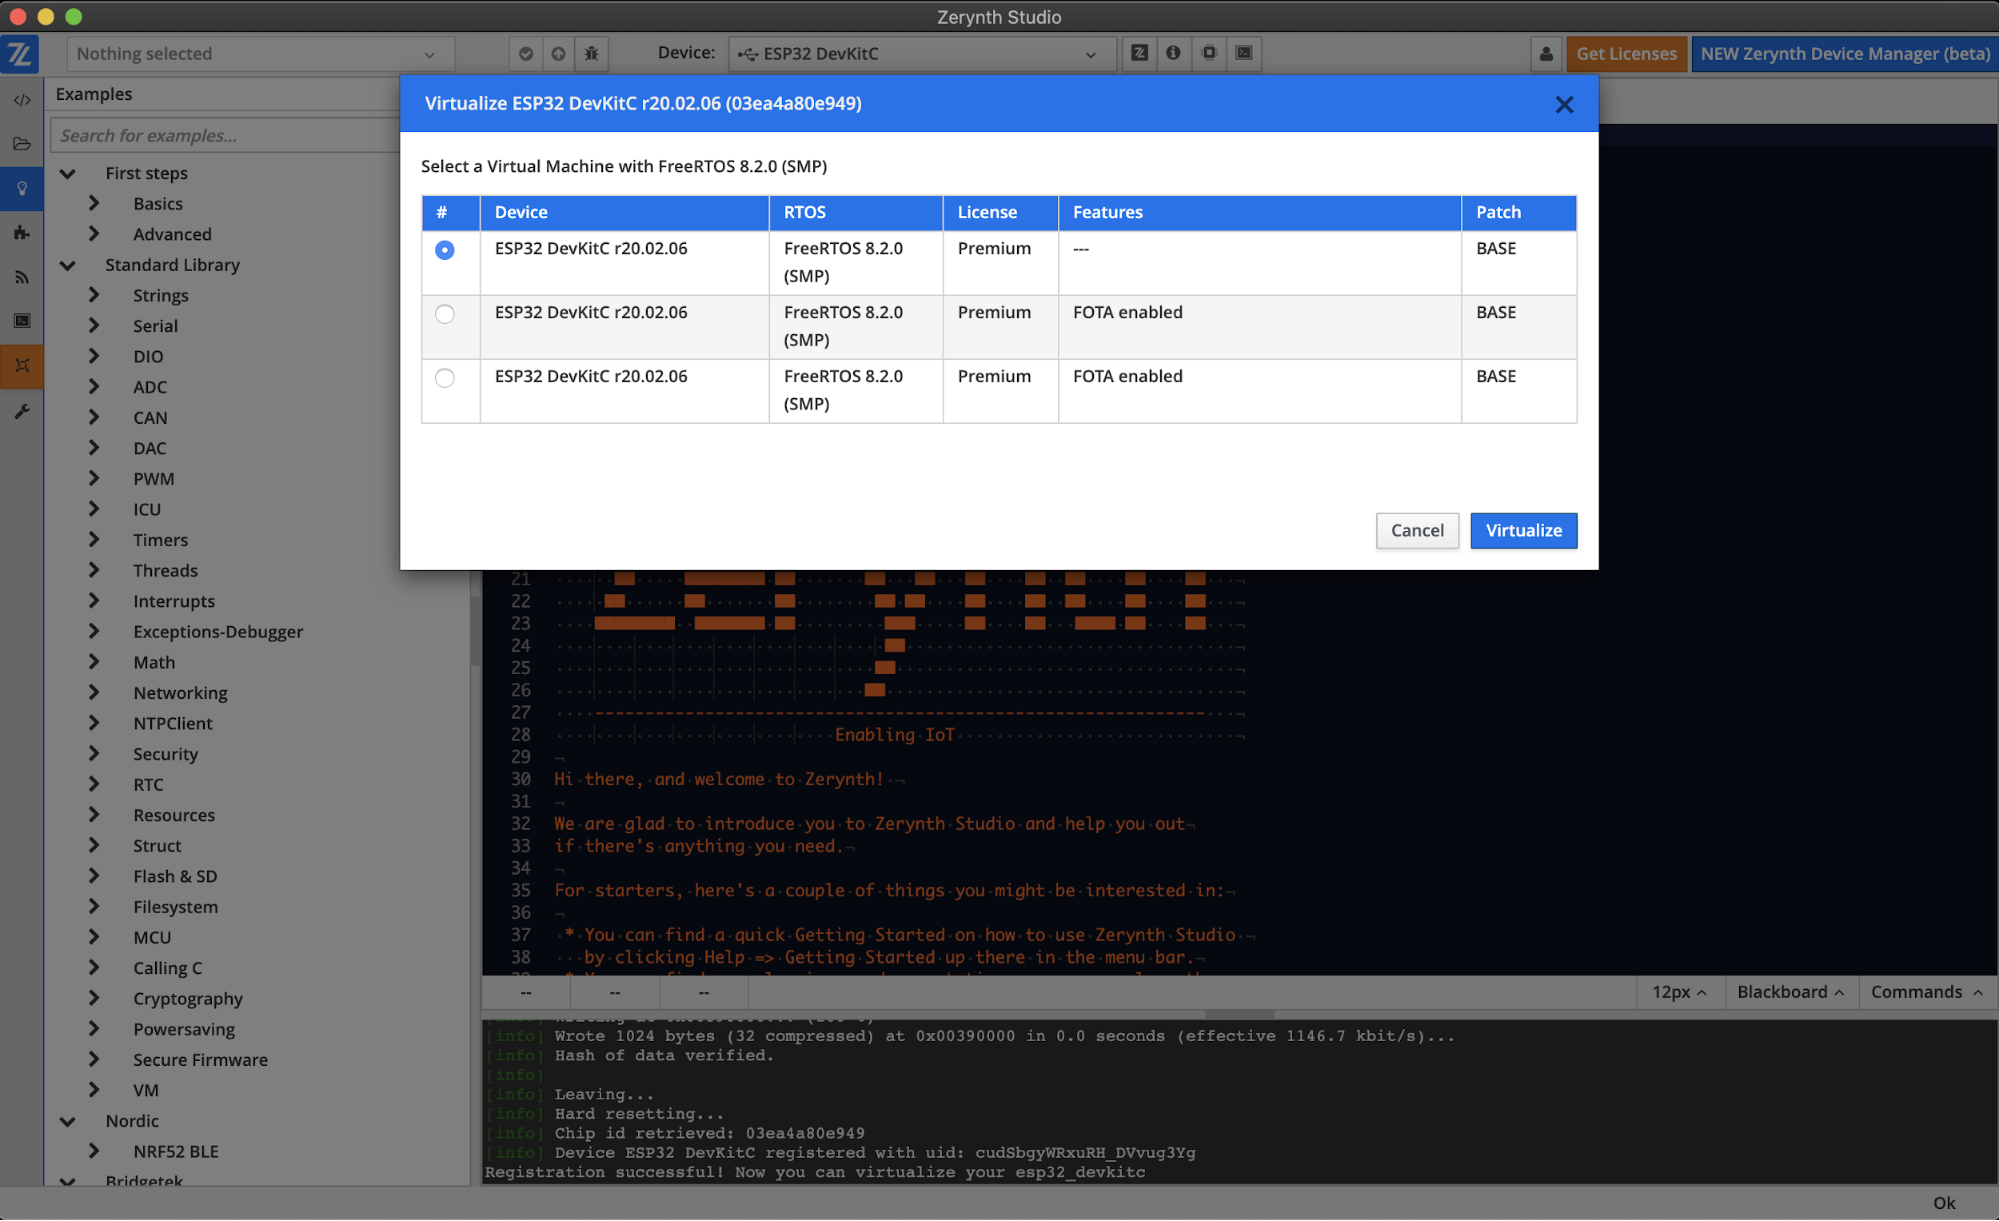 Zerynth Studio
Nothing selected
Device:
ESP32 DevKitC
Get Licenses
NEW Zerynth Device Manager (beta)
Examples
Search for examples...
First steps
Basics
Advanced
Standard Library
Strings
Serial
DIO
ADC
CAN
DAC
PWM
ICU
Timers
Threads
Interrupts
Exceptions-Debugger
Math
Networking
NTPClient
Security
RTC
Resources
Struct
Flash & SD
Filesystem
MCU
Calling C
Cryptography
Powersaving
Secure Firmware
VM
Nordic
NRF52 BLE
Bridgetek
Virtualize ESP32 DevKitC r20.02.06 (03ea4a80e949)
Select a Virtual Machine with FreeRTOS 8.2.0 (SMP)
# Device RTOS License Features Patch
ESP32 DevKitC r20.02.06 FreeRTOS 8.2.0 (SMP) Premium --- BASE
ESP32 DevKitC r20.02.06 FreeRTOS 8.2.0 (SMP) Premium FOTA enabled BASE
ESP32 DevKitC r20.02.06 FreeRTOS 8.2.0 (SMP) Premium FOTA enabled BASE
Cancel
Virtualize
21
22
23
24
25
26
27
28 Enabling IoT
29
30 Hi there, and welcome to Zerynth!
31
32 We are glad to introduce you to Zerynth Studio and help you out
33 if there's anything you need.
34
35 For starters, here's a couple of things you might be interested in:
36
37 * You can find a quick Getting Started on how to use Zerynth Studio
38 by clicking Help => Getting Started up there in the menu bar.
-- -- --
12px
Blackboard
Commands
[info] Wrote 1024 bytes (32 compressed) at 0x00390000 in 0.0 seconds (effective 1146.7 kbit/s)...
[info] Hash of data verified.
[info]
[info] Leaving...
[info] Hard resetting...
[info] Chip id retrieved: 03ea4a80e949
[info] Device ESP32 DevKitC registered with uid: cudSbgyWRxuRH_DVvug3Yg
Registration successful! Now you can virtualize your esp32_devkitc
Ok